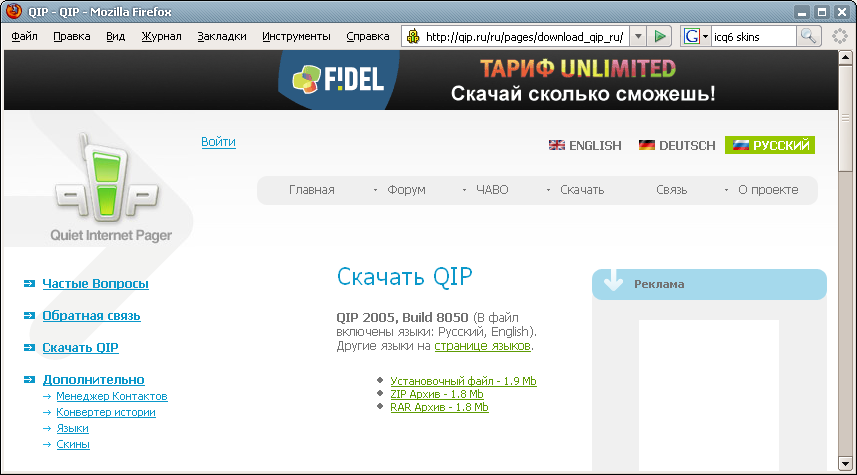 QIP - QIP - Mozilla Firefox
Файл Правка Вид Журнал Закладки Инструменты Справка http://qip.ru/ru/pages/download_qip_ru/ G icq6 skins
F!DEL ТАРИФ UNLIMITED
Скачай сколько сможешь!
Войти ENGLISH DEUTSCH РУССКИЙ
Главная Форум ЧАВО Скачать Связь О проекте
Quiet Internet Pager
Частые Вопросы
Обратная связь
Скачать QIP
Дополнительно
Менеджер Контактов
Конвертер истории
Языки
Скины
Скачать QIP
QIP 2005, Build 8050 (В файл
включены языки: Русский, English).
Другие языки на странице языков.
Установочный файл - 1.9 Mb
ZIP Архив - 1.8 Mb
RAR Архив - 1.8 Mb
Реклама